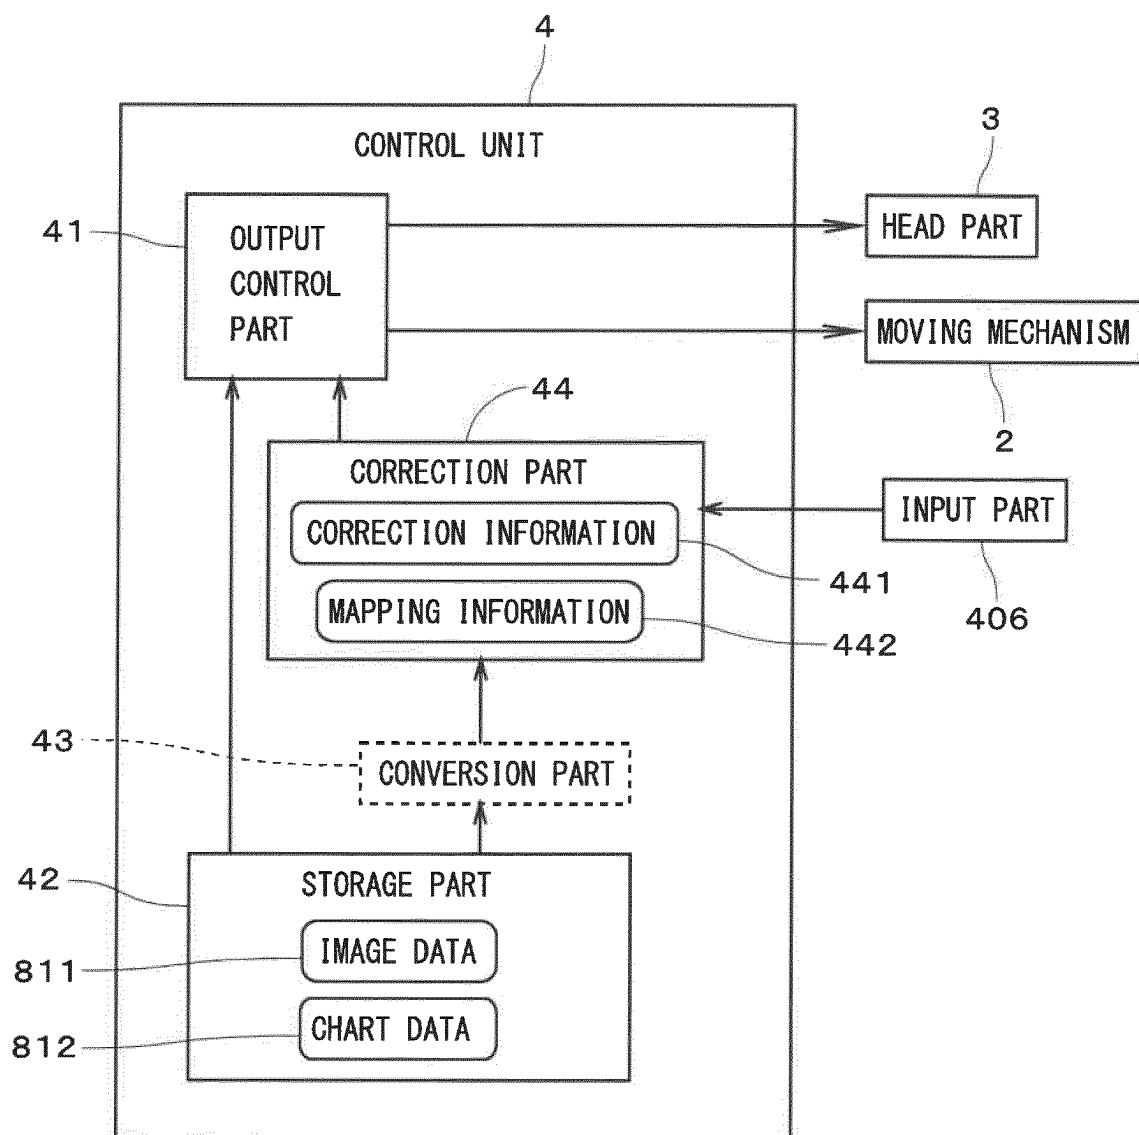 4
CONTROL UNIT
3
41
OUTPUT
CONTROL
PART
HEAD PART
MOVING MECHANISM
2
44
CORRECTION PART
CORRECTION INFORMATION
INPUT PART
441
MAPPING INFORMATION
442
406
43
CONVERSION PART
42
STORAGE PART
811
IMAGE DATA
812
CHART DATA